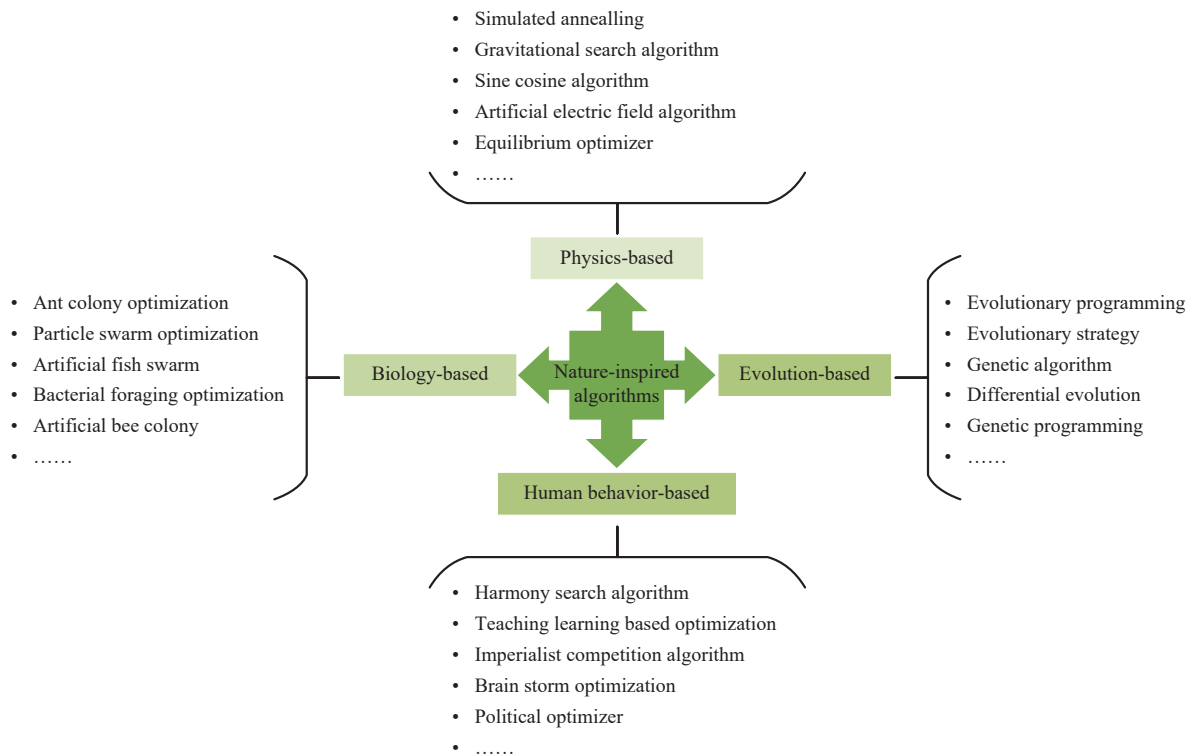 • Simulated annealling
• Gravitational search algorithm
• Sine cosine algorithm
• Artificial electric field algorithm
• Equilibrium optimizer
• ……
Physics-based
• Ant colony optimization
• Particle swarm optimization
• Artificial fish swarm
• Bacterial foraging optimization
• Artificial bee colony
• ……
Biology-based
Nature-inspired
algorithms
Evolution-based
• Evolutionary programming
• Evolutionary strategy
• Genetic algorithm
• Differential evolution
• Genetic programming
• ……
Human behavior-based
• Harmony search algorithm
• Teaching learning based optimization
• Imperialist competition algorithm
• Brain storm optimization
• Political optimizer
• ……